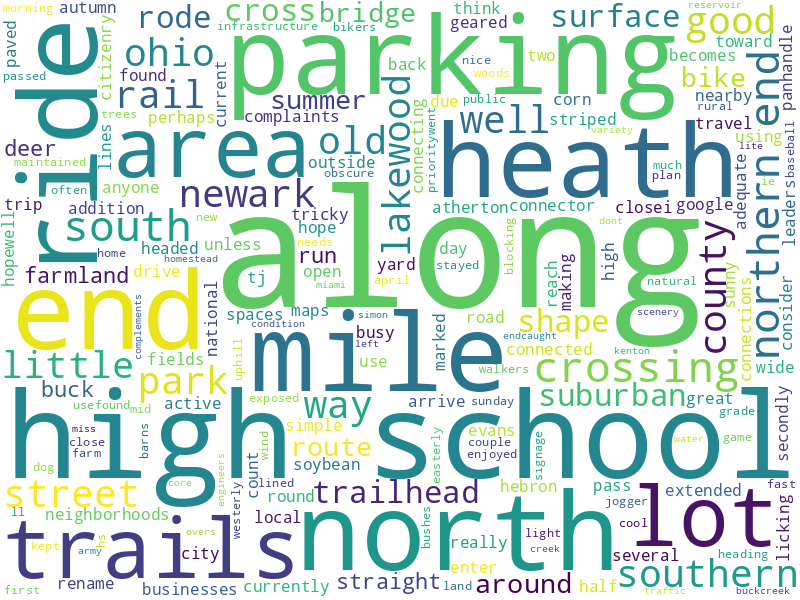 morning
autumn
rode
cross
bridge
think
surface
reservoir
good
citizenry
ohio
infrastructure
bikers
geared
toward
paved
parking
back
two
becomes
panhandle
passed
found
current
rail
summer
lakewood
nice
woods
bike
ride
trees
perhaps
complaints
due
public
corn
nearby
northern end
deer
lines
area
old
connecting
well
striped
rural
maintained
outside
priority
went
heath
travel
baseball
often
anyone
obscure
variety
using
lite
trip
newark
tricky
atherton
connector
much
plan
ie
adequate
addition
south
along
hope
day
closei
google
leaders
hopewell
new
run
yard
blocking
dont
county
home
headed
unless
needs
open
stayed
reach
making
high
natural
sunny
consider
farmland
drive
homestead
tj
miami
april
road
scenery
connections
end
national
spaces
maps
marked
shape
complements
condition
simon
busy
endcaught
connected
kenton
wide
little
fields
uphill
mile
left
use
walkers
crossing
buck
active
park
exposed
way
arrive
sunday
suburban
great
usefound
mid
high school
grade
secondly
miss
close
barns
simple
route
evans
couple
enjoyed
game
farm
wind
count
soybean
easterly
signage
dog
water
street
core
engineers
lined
round
trailhead
hebron
pass
extended
fast
ll
neighborhoods
westerly
local
bushes
really
jogger
lot
licking
trails
hs
overs
north
light
cool
several
kept
army
city
creek
heading
first
rename
businesses
currently
straight
enter
land
around
half
southern
traffic
buckcreek